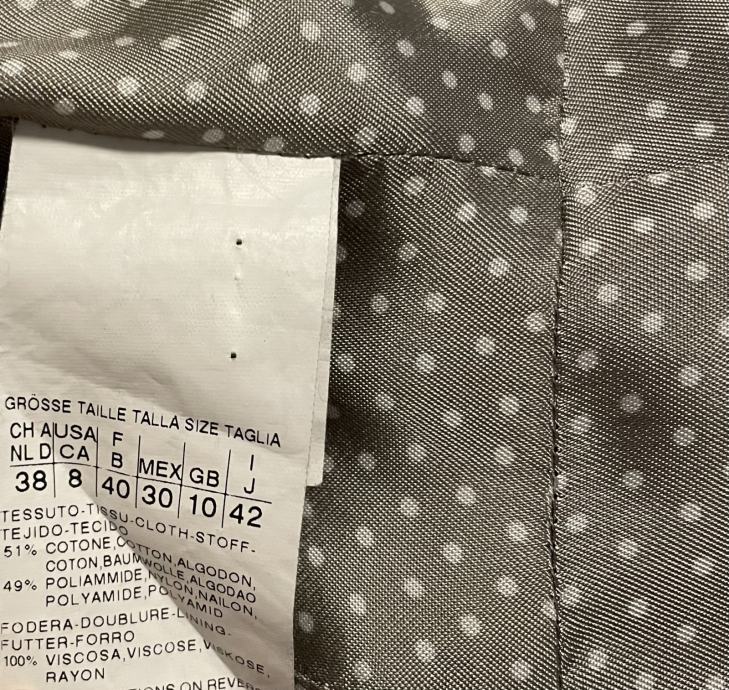 GRÖSSE TAILLE TALLA SIZE TAGLIA
CH A USA F MEX GB I
NL D CA B J
38 8 40 30 10 42
TESSUTO-TISSU-CLOTH-STOFF-
TEJIDO-TECIDO
51% COTONE,COTTON,ALGODON,
COTON,BAUMWOLLE,ALGODAO
49% POLIAMMIDE,NYLON,NAILON,
POLYAMIDE,POLYAMID
FODERA-DOUBLURE-LINING-
FUTTER-FORRO
100% VISCOSA,VISCOSE,VISKOSE,
RAYON
ON REVE